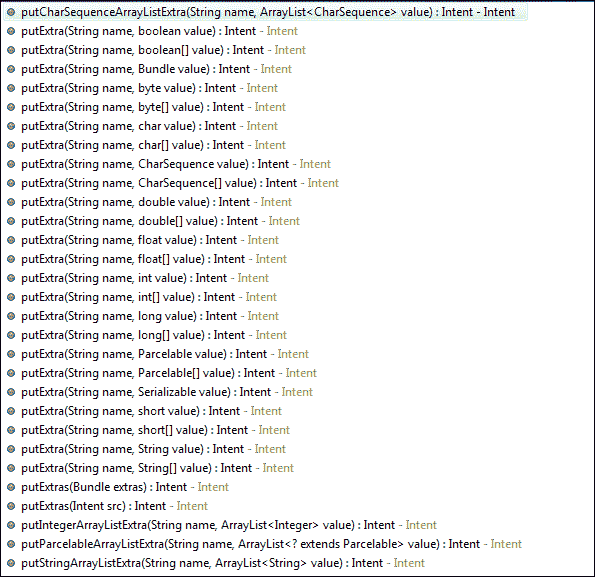 putCharSequenceArrayListExtra(String name, ArrayList<CharSequence> value) : Intent - Intent
putExtra(String name, boolean value) : Intent - Intent
putExtra(String name, boolean[] value) : Intent - Intent
putExtra(String name, Bundle value) : Intent - Intent
putExtra(String name, byte value) : Intent - Intent
putExtra(String name, byte[] value) : Intent - Intent
putExtra(String name, char value) : Intent - Intent
putExtra(String name, char[] value) : Intent - Intent
putExtra(String name, CharSequence value) : Intent - Intent
putExtra(String name, CharSequence[] value) : Intent - Intent
putExtra(String name, double value) : Intent - Intent
putExtra(String name, double[] value) : Intent - Intent
putExtra(String name, float value) : Intent - Intent
putExtra(String name, float[] value) : Intent - Intent
putExtra(String name, int value) : Intent - Intent
putExtra(String name, int[] value) : Intent - Intent
putExtra(String name, long value) : Intent - Intent
putExtra(String name, long[] value) : Intent - Intent
putExtra(String name, Parcelable value) : Intent - Intent
putExtra(String name, Parcelable[] value) : Intent - Intent
putExtra(String name, Serializable value) : Intent - Intent
putExtra(String name, short value) : Intent - Intent
putExtra(String name, short[] value) : Intent - Intent
putExtra(String name, String value) : Intent - Intent
putExtra(String name, String[] value) : Intent - Intent
putExtras(Bundle extras) : Intent - Intent
putExtras(Intent src) : Intent - Intent
putIntegerArrayListExtra(String name, ArrayList<Integer> value) : Intent - Intent
putParcelableArrayListExtra(String name, ArrayList<? extends Parcelable> value) : Intent - Intent
putStringArrayListExtra(String name, ArrayList<String> value) : Intent - Intent